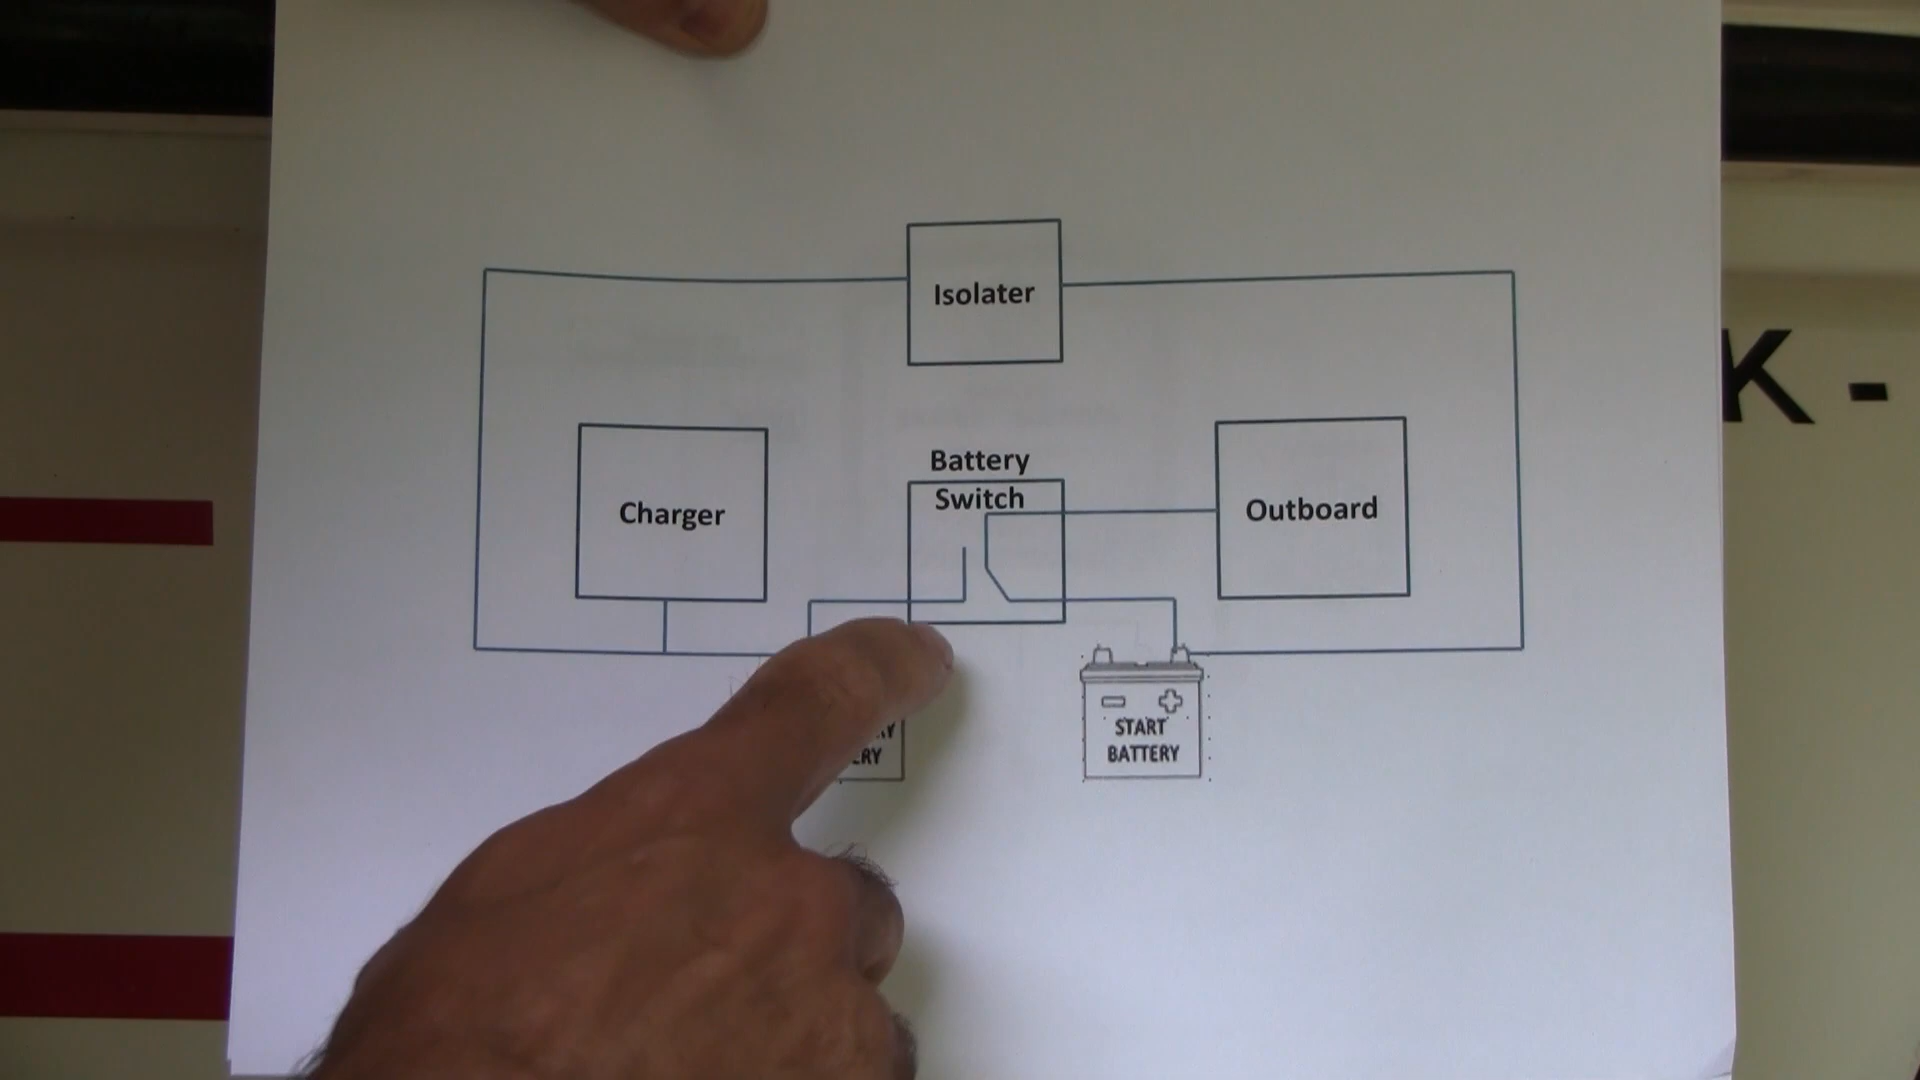 Isolater
Battery
Switch
Charger
Outboard
START
BATTERY
K -